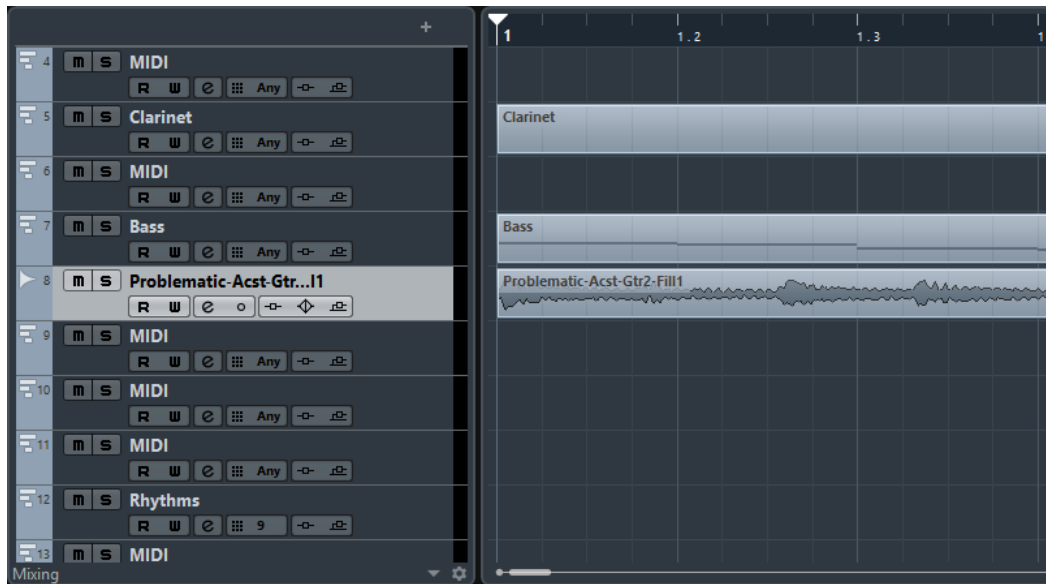 +
1 1.2 1.3 1
4 m S MIDI
R W e Any
5 m S Clarinet
R W e Any
Clarinet
6 m S MIDI
R W e Any
7 m S Bass
R W e Any
Bass
8 m S Problematic-Acst-Gtr...l1
R W e
Problematic-Acst-Gtr2-Fill1
9 m S MIDI
R W e Any
10 m S MIDI
R W e Any
11 m S MIDI
R W e Any
12 m S Rhythms
R W e 9
13 m S MIDI
Mixing